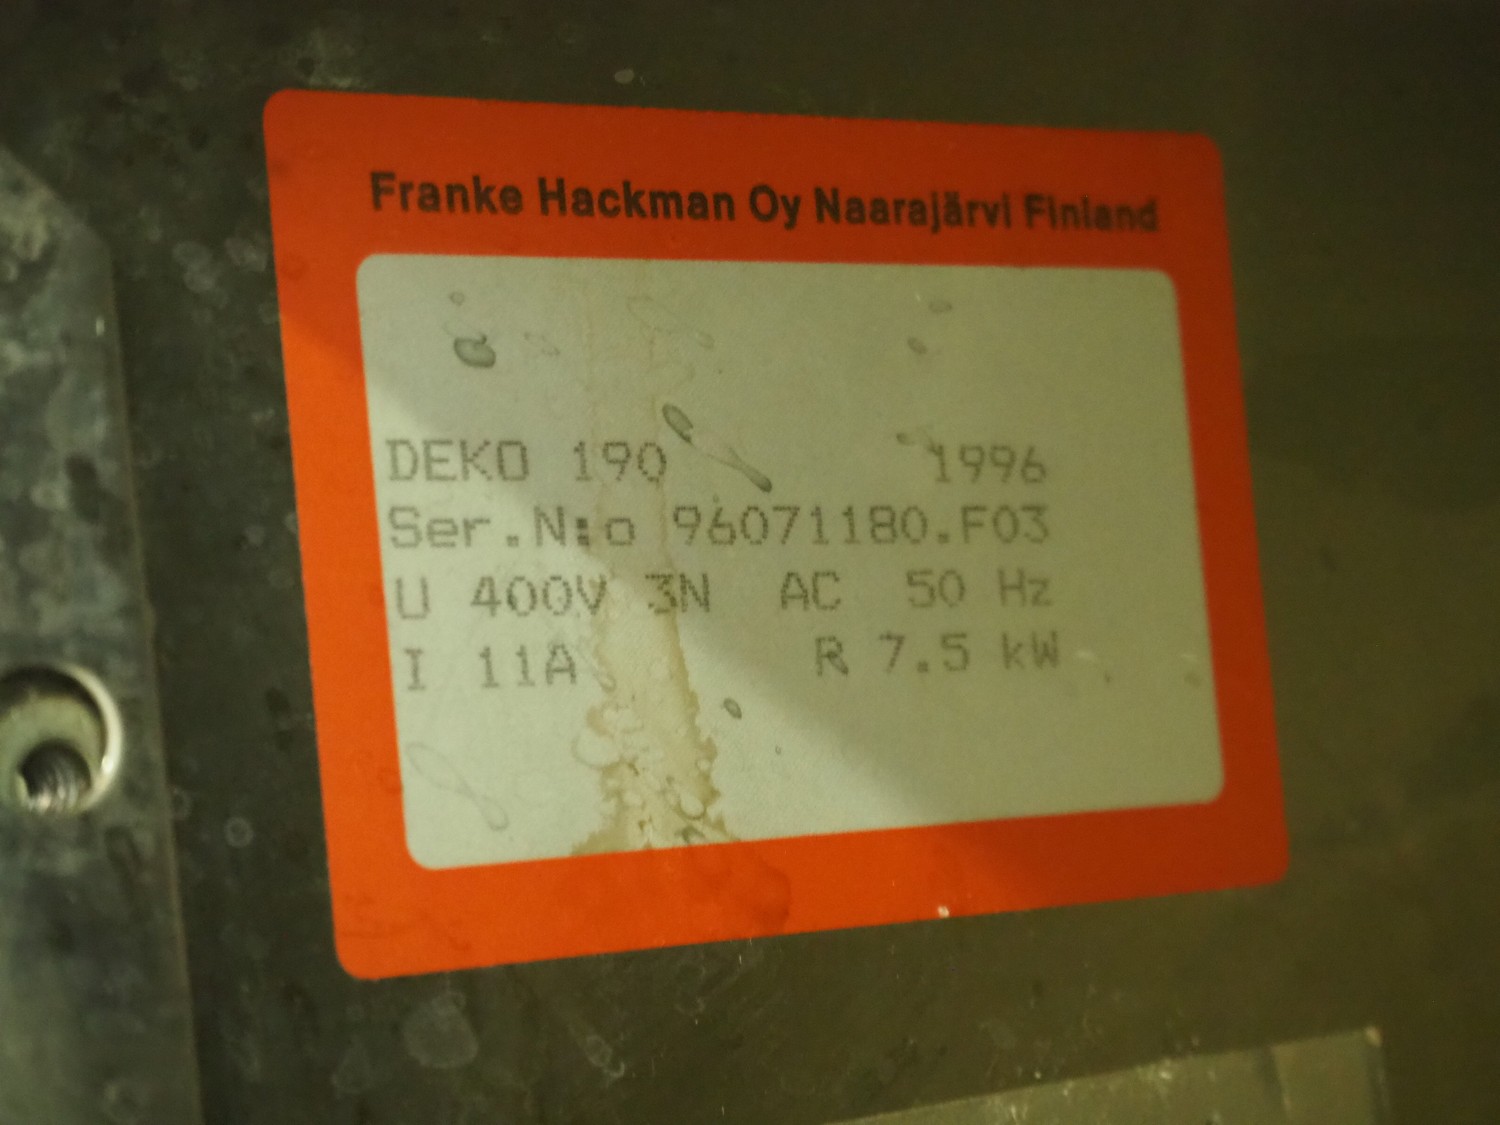 Franke Hackman Oy Naarajärvi Finland
DEKO 190 1996
Ser.N:o 96071180.F03
U 400V 3N AC 50 Hz
I 11A R 7.5 kW